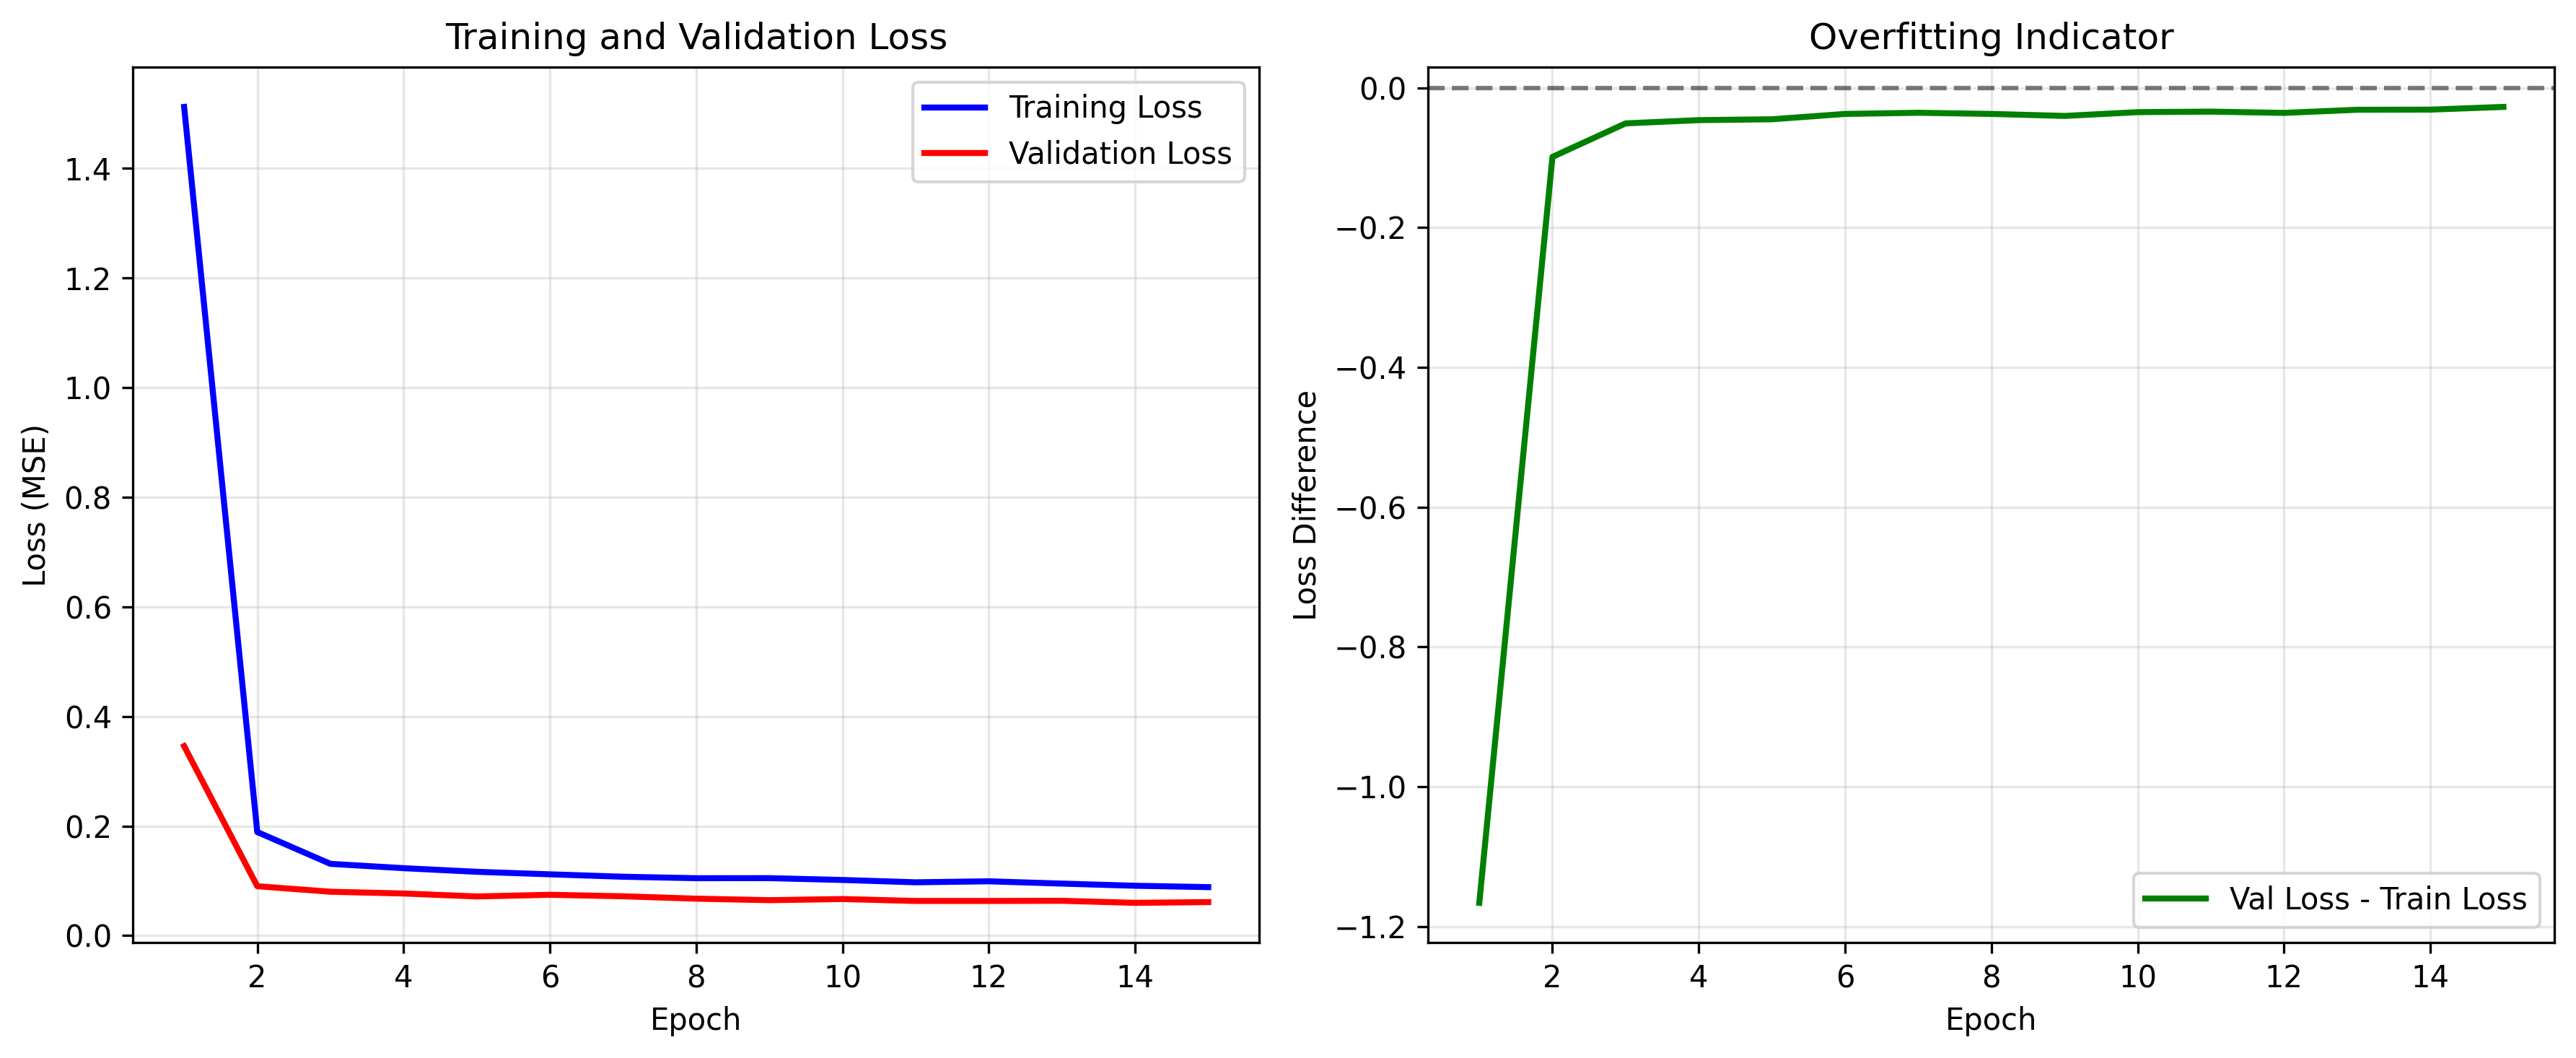 Training and Validation Loss
Training Loss
Validation Loss
Loss (MSE)
1.4
1.2
1.0
0.8
0.6
0.4
0.2
0.0
2 4 6 8 10 12 14
Epoch
Overfitting Indicator
Loss Difference
0.0
−0.2
−0.4
−0.6
−0.8
−1.0
−1.2
Val Loss - Train Loss
2 4 6 8 10 12 14
Epoch